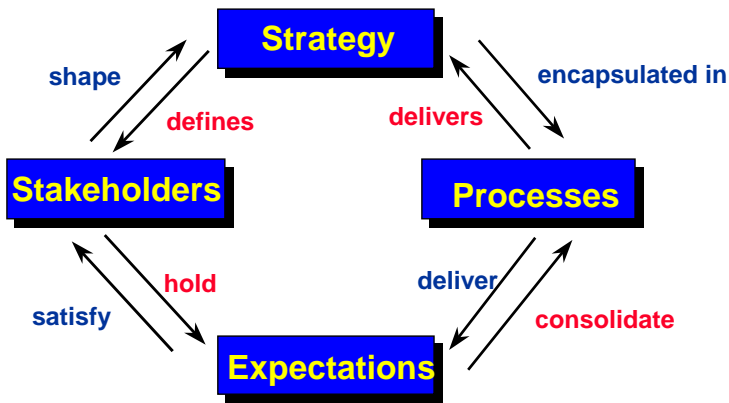 Strategy
shape
encapsulated in
defines
delivers
Stakeholders
Processes
hold
deliver
satisfy
consolidate
Expectations